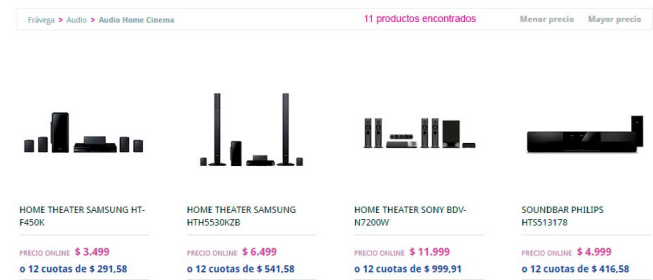 Frávega > Audio > Audio Home Cinema
11 productos encontrados
Menor precio Mayor precio
HOME THEATER SAMSUNG HT-
F450K
PRECIO ONLINE $ 3.499
o 12 cuotas de $ 291,58
HOME THEATER SAMSUNG
HTH5530KZB
PRECIO ONLINE $ 6.499
o 12 cuotas de $ 541,58
HOME THEATER SONY BDV-
N7200W
PRECIO ONLINE $ 11.999
o 12 cuotas de $ 999,91
SOUNDBAR PHILIPS
HTS513178
PRECIO ONLINE $ 4.999
o 12 cuotas de $ 416,58